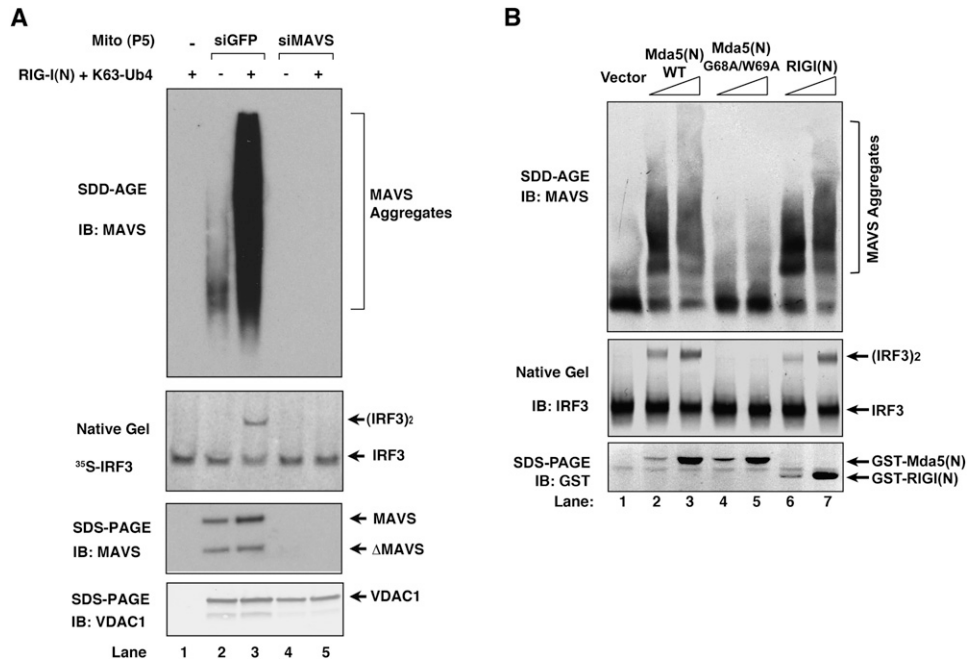 A
Mito (P5) - siGFP siMAVS
RIG-I(N) + K63-Ub4 + - + - +
SDD-AGE
IB: MAVS
MAVS
Aggregates
Native Gel
³⁵S-IRF3
(IRF3)₂
IRF3
SDS-PAGE
IB: MAVS
MAVS
ΔMAVS
SDS-PAGE
IB: VDAC1
VDAC1
Lane 1 2 3 4 5
B
Vector
Mda5(N)
WT
Mda5(N)
G68A/W69A
RIGI(N)
SDD-AGE
IB: MAVS
MAVS Aggregates
Native Gel
IB: IRF3
(IRF3)₂
IRF3
SDS-PAGE
IB: GST
GST-Mda5(N)
GST-RIGI(N)
Lane: 1 2 3 4 5 6 7